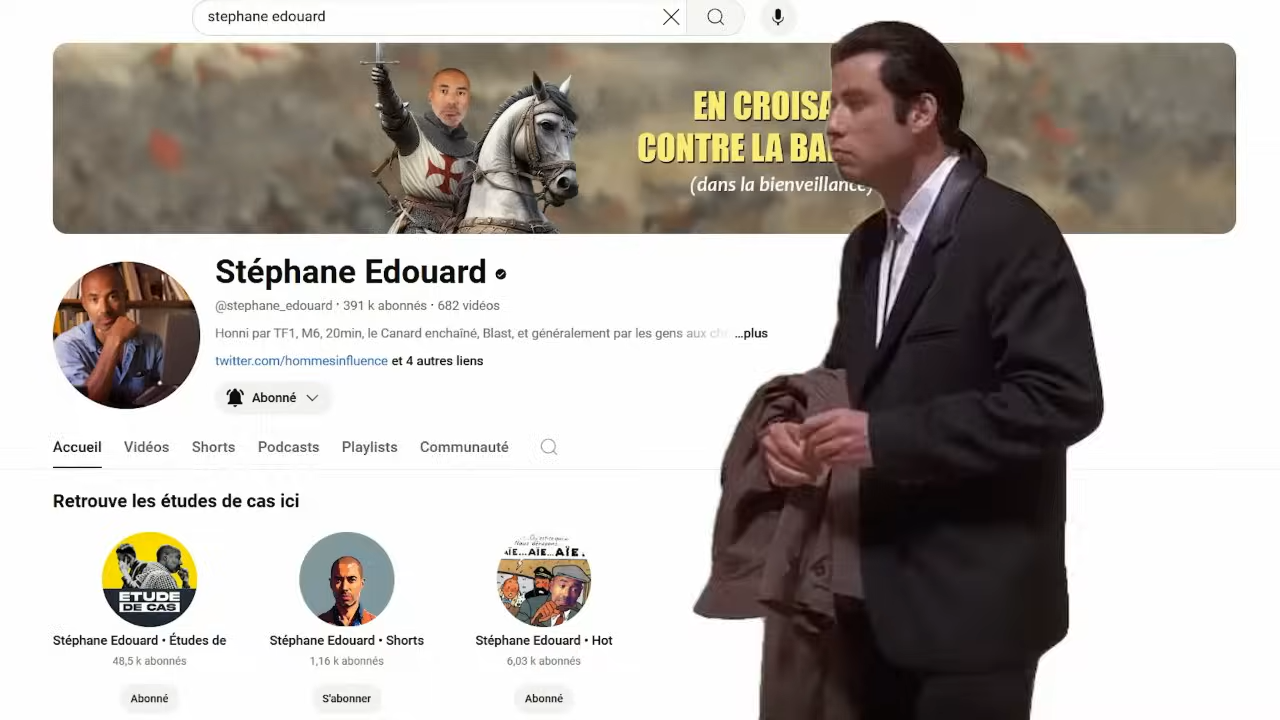 stephane edouard
EN CROISA
CONTRE LA BA
(dans la bienveillance)
Stéphane Edouard
@stephane_edouard · 391 k abonnés · 682 vidéos
Honni par TF1, M6, 20min, le Canard enchaîné, Blast, et généralement par les gens aux ...plus
twitter.com/hommesinfluence et 4 autres liens
Abonné
Accueil Vidéos Shorts Podcasts Playlists Communauté
Retrouve les études de cas ici
ETUDE
DE CAS
AÏE...AÏE...AÏE.
Stéphane Edouard • Études de
Stéphane Edouard • Shorts
Stéphane Edouard • Hot
48,5 k abonnés
1,16 k abonnés
6,03 k abonnés
Abonné
S'abonner
Abonné